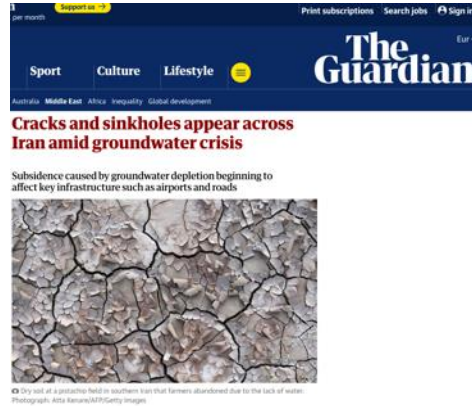 Support us →
per month
Print subscriptions Search jobs Sign in
The
Guardian
Eur
Sport Culture Lifestyle
Australia Middle East Africa Inequality Global development
Cracks and sinkholes appear across
Iran amid groundwater crisis
Subsidence caused by groundwater depletion beginning to
affect key infrastructure such as airports and roads
Dry soil at a pistachio field in southern Iran that farmers abandoned due to the lack of water.
Photograph: Atta Kenare/AFP/Getty Images